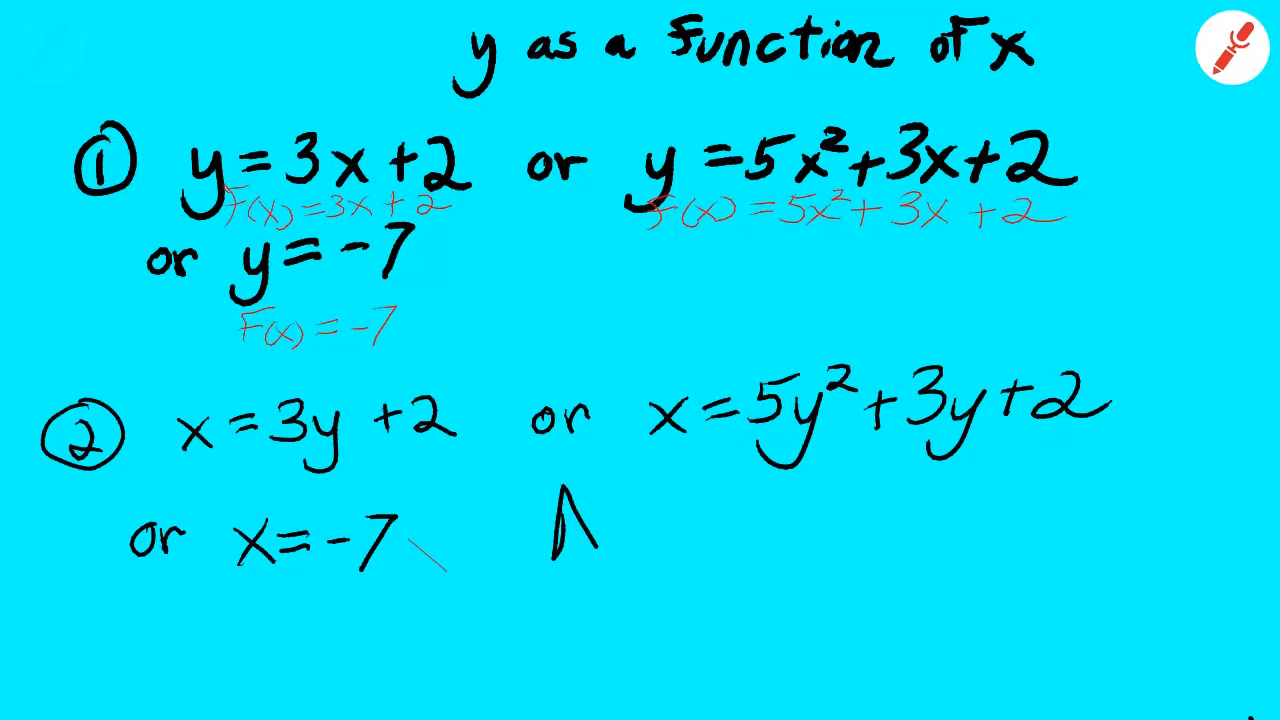 y as a function of x
① y = 3x + 2 or y = 5x² + 3x + 2
F(x) = 3x + 2 F(x) = 5x² + 3x + 2
or y = -7
F(x) = -7
② x = 3y + 2 or x = 5y² + 3y + 2
or x = -7